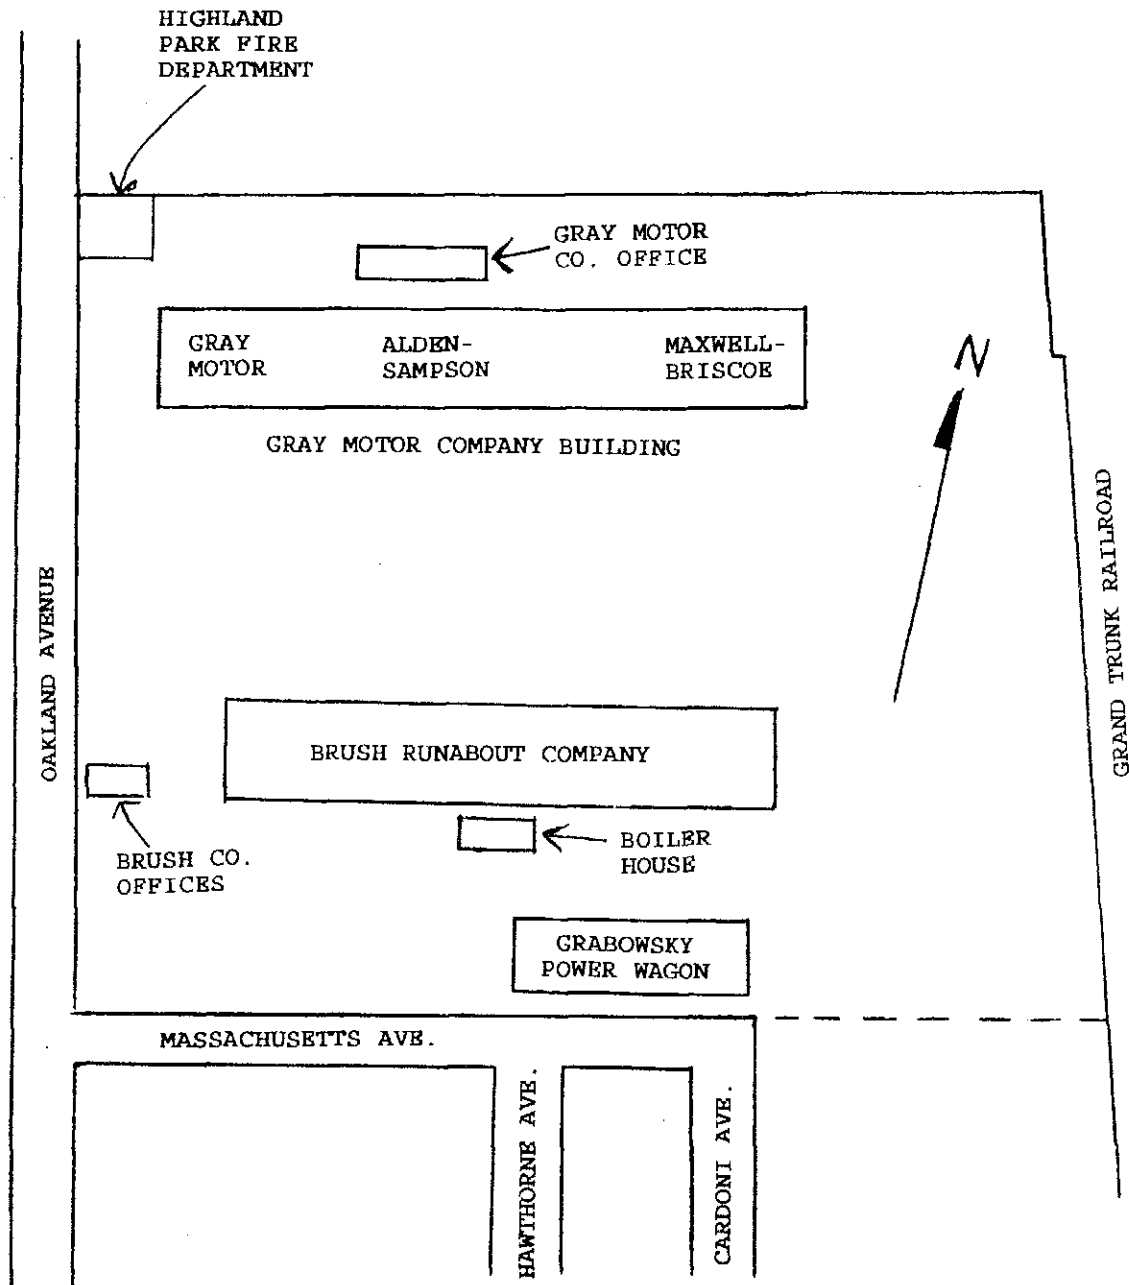 HIGHLAND
PARK FIRE
DEPARTMENT
GRAY MOTOR
CO. OFFICE
GRAY
MOTOR
ALDEN-
SAMPSON
MAXWELL-
BRISCOE
GRAY MOTOR COMPANY BUILDING
N
OAKLAND AVENUE
GRAND TRUNK RAILROAD
BRUSH RUNABOUT COMPANY
BRUSH CO.
OFFICES
BOILER
HOUSE
GRABOWSKY
POWER WAGON
MASSACHUSETTS AVE.
HAWTHORNE AVE.
CARDONI AVE.